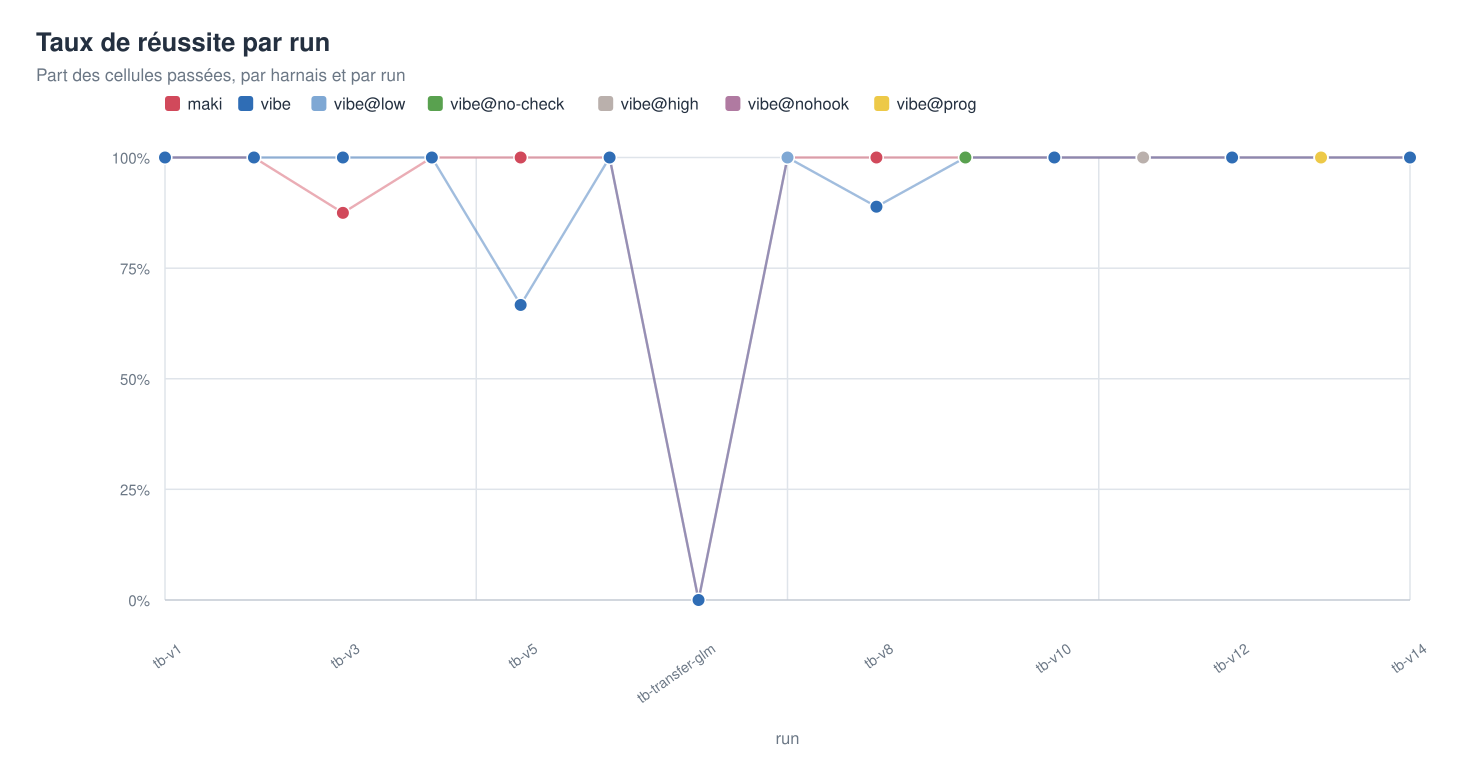 Taux de réussite par run
Part des cellules passées, par harnais et par run
maki vibe vibe@low vibe@no-check vibe@high vibe@nohook vibe@prog
100%
75%
50%
25%
0%
tb-v1 tb-v3 tb-v5 tb-transfer-glm tb-v8 tb-v10 tb-v12 tb-v14
run